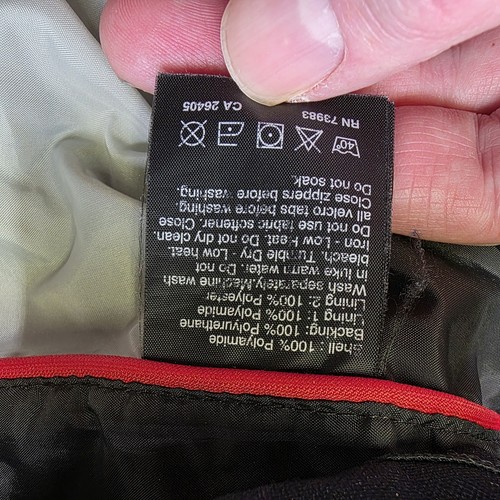 Shell : 100% Polyamide
Backing: 100% Polyurethane
Lining 1: 100% Polyamide
Lining 2: 100% Polyester
Wash separately. Machine wash
in luke warm water. Do not
bleach. Tumble Dry - Low heat.
iron - Low Heat. Do not dry clean.
Do not use fabric softener. Close
all velcro tabs before washing.
Close zippers before washing.
Do not soak.
40°
RN 73983 CA 26405